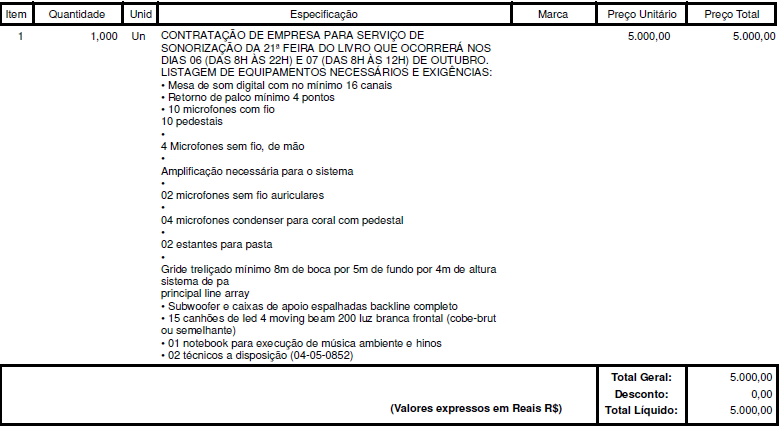 Item Quantidade Unid Especificação Marca Preço Unitário Preço Total
1 1,000 Un CONTRATAÇÃO DE EMPRESA PARA SERVIÇO DE 5.000,00 5.000,00
SONORIZAÇÃO DA 21ª FEIRA DO LIVRO QUE OCORRERÁ NOS
DIAS 06 (DAS 8H ÀS 22H) E 07 (DAS 8H ÀS 12H) DE OUTUBRO.
LISTAGEM DE EQUIPAMENTOS NECESSÁRIOS E EXIGÊNCIAS:
• Mesa de som digital com no mínimo 16 canais
• Retorno de palco mínimo 4 pontos
• 10 microfones com fio
10 pedestais
•
4 Microfones sem fio, de mão
•
Amplificação necessária para o sistema
•
02 microfones sem fio auriculares
•
04 microfones condenser para coral com pedestal
•
02 estantes para pasta
•
Gride treliçado mínimo 8m de boca por 5m de fundo por 4m de altura
sistema de pa
principal line array
• Subwoofer e caixas de apoio espalhadas backline completo
• 15 canhões de led 4 moving beam 200 luz branca frontal (cobe-brut
ou semelhante)
• 01 notebook para execução de música ambiente e hinos
• 02 técnicos a disposição (04-05-0852)
Total Geral: 5.000,00
Desconto: 0,00
(Valores expressos em Reais R$) Total Líquido: 5.000,00